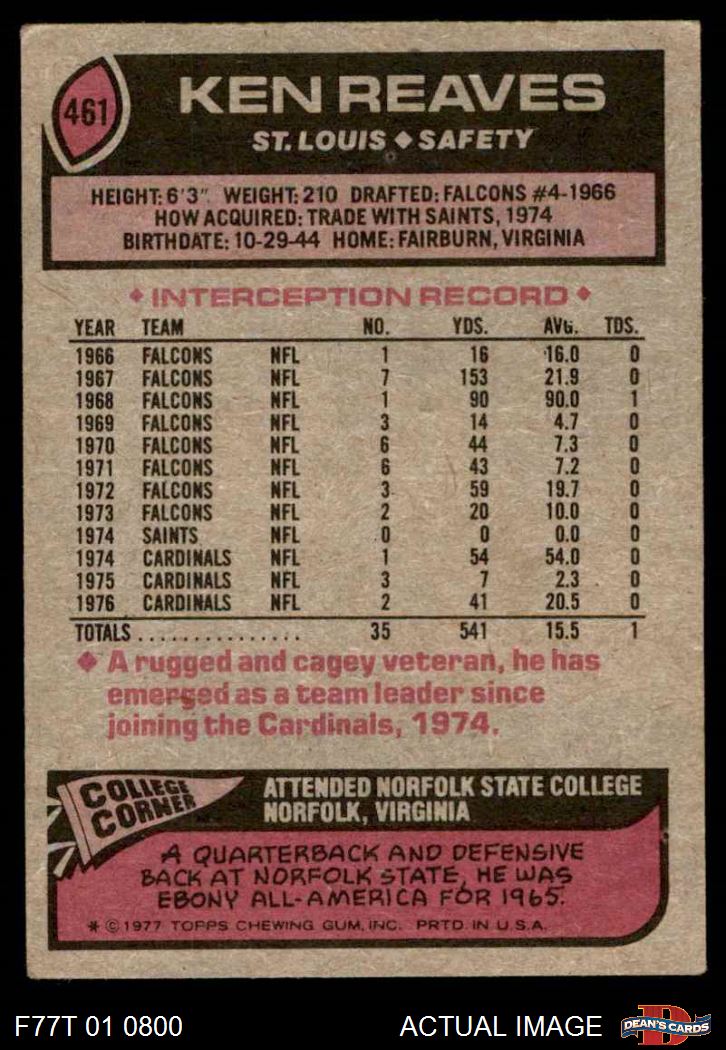 461
KEN REAVES
ST. LOUIS ◆ SAFETY
HEIGHT: 6'3" WEIGHT: 210 DRAFTED: FALCONS #4-1966
HOW ACQUIRED: TRADE WITH SAINTS, 1974
BIRTHDATE: 10-29-44 HOME: FAIRBURN, VIRGINIA
◆ INTERCEPTION RECORD ◆
YEAR TEAM NO. YDS. AVG. TDS.
1966 FALCONS NFL 1 16 16.0 0
1967 FALCONS NFL 7 153 21.9 0
1968 FALCONS NFL 1 90 90.0 1
1969 FALCONS NFL 3 14 4.7 0
1970 FALCONS NFL 6 44 7.3 0
1971 FALCONS NFL 6 43 7.2 0
1972 FALCONS NFL 3 59 19.7 0
1973 FALCONS NFL 2 20 10.0 0
1974 SAINTS NFL 0 0 0.0 0
1974 CARDINALS NFL 1 54 54.0 0
1975 CARDINALS NFL 3 7 2.3 0
1976 CARDINALS NFL 2 41 20.5 0
TOTALS ................ 35 541 15.5 1
◆ A rugged and cagey veteran, he has
emerged as a team leader since
joining the Cardinals, 1974.
COLLEGE
CORNER
ATTENDED NORFOLK STATE COLLEGE
NORFOLK, VIRGINIA
A QUARTERBACK AND DEFENSIVE
BACK AT NORFOLK STATE, HE WAS
EBONY ALL-AMERICA FOR 1965.
* © 1977 TOPPS CHEWING GUM, INC. PRTD. IN U.S.A.
F77T 01 0800 ACTUAL IMAGE
D
DEAN'S CARDS